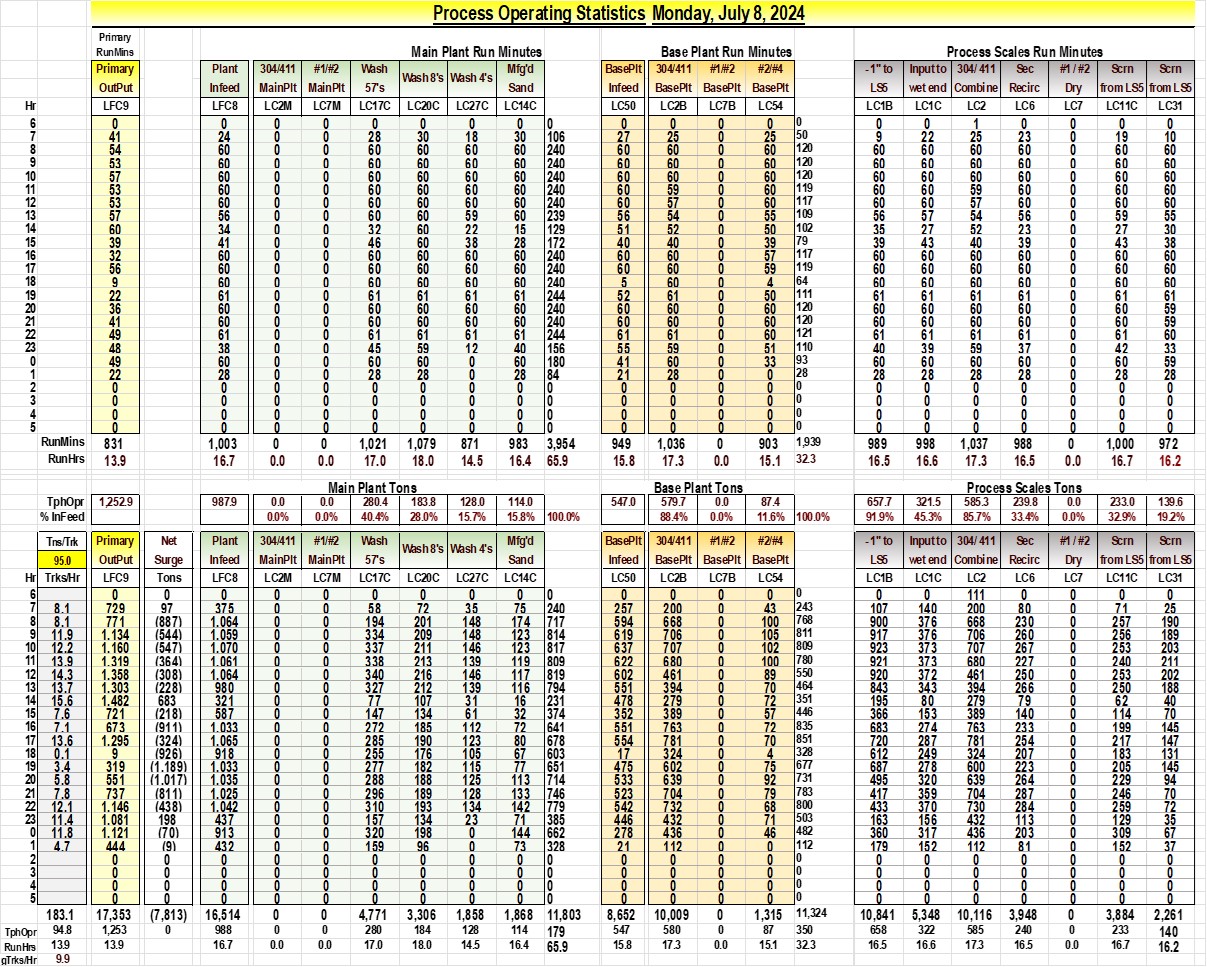 Process Operating Statistics Monday, July 8, 2024
Primary
RunMins Main Plant Run Minutes Base Plant Run Minutes Process Scales Run Minutes
Primary Plant 304/411 #1/#2 Wash Wash 8's Wash 4's Mfg'd BasePlt 304/411 #1/#2 #2/#4 -1" to Input to 304/411 Sec #1/#2 Scrn Scrn
OutPut Infeed MainPlt MainPlt 57's Sand Infeed BasePlt BasePlt BasePlt LS5 wet end Combine Recirc Dry from LS5 from LS5
Hr LFC9 LFC8 LC2M LC7M LC17C LC20C LC27C LC14C LC50 LC2B LC7B LC54 LC1B LC1C LC2 LC6 LC7 LC11C LC31
6 0 0 0 0 0 0 0 0 0 0 0 0 0 0 0 0 1 0 0 0 0
7 41 24 0 0 28 30 18 30 106 27 25 0 25 50 9 22 25 23 0 19 10
8 54 60 0 0 60 60 60 60 240 60 60 0 60 120 60 60 60 60 0 60 60
9 53 60 0 0 60 60 60 60 240 60 60 0 60 120 60 60 60 60 0 60 60
10 57 60 0 0 60 60 60 60 240 60 60 0 60 120 60 60 60 60 0 60 60
11 53 60 0 0 60 60 60 60 240 60 59 0 60 119 60 60 59 60 0 60 60
12 53 60 0 0 60 60 60 60 240 60 57 0 60 117 60 60 57 60 0 60 60
13 57 56 0 0 60 60 59 60 239 56 54 0 55 109 56 57 54 56 0 59 55
14 60 34 0 0 32 60 22 15 129 51 52 0 50 102 35 27 52 23 0 27 30
15 39 41 0 0 46 60 38 28 172 40 40 0 39 79 39 43 40 39 0 43 38
16 32 60 0 0 60 60 60 60 240 60 60 0 57 117 60 60 60 60 0 60 60
17 56 60 0 0 60 60 60 60 240 60 60 0 59 119 60 60 60 60 0 60 60
18 9 60 0 0 60 60 60 60 240 5 60 0 4 64 60 60 60 60 0 60 60
19 22 61 0 0 61 61 61 61 244 52 61 0 50 111 61 61 61 61 0 61 61
20 36 60 0 0 60 60 60 60 240 60 60 0 60 120 60 60 60 60 0 60 59
21 41 60 0 0 60 60 60 60 240 60 60 0 60 120 60 60 60 60 0 60 59
22 49 61 0 0 61 61 61 61 244 61 61 0 60 121 61 61 61 61 0 61 60
23 48 38 0 0 45 59 12 40 156 55 59 0 51 110 40 39 59 37 0 42 33
0 49 60 0 0 60 60 0 60 180 41 60 0 33 93 60 60 60 60 0 60 59
1 22 28 0 0 28 28 0 28 84 21 28 0 0 28 28 28 28 28 0 28 28
2 0 0 0 0 0 0 0 0 0 0 0 0 0 0 0 0 0 0 0 0
3 0 0 0 0 0 0 0 0 0 0 0 0 0 0 0 0 0 0 0 0
4 0 0 0 0 0 0 0 0 0 0 0 0 0 0 0 0 0 0 0 0
5 0 0 0 0 0 0 0 0 0 0 0 0 0 0 0 0 0 0 0 0
RunMins 831 1,003 0 0 1,021 1,079 871 983 3,954 949 1,036 0 903 1,939 989 998 1,037 988 0 1,000 972
RunHrs 13.9 16.7 0.0 0.0 17.0 18.0 14.5 16.4 65.9 15.8 17.3 0.0 15.1 32.3 16.5 16.6 17.3 16.5 0.0 16.7 16.2
Main Plant Tons Base Plant Tons Process Scales Tons
TphOpr 1,252.9 987.9 0.0 0.0 280.4 183.8 128.0 114.0 547.0 579.7 0.0 87.4 657.7 321.5 585.3 239.8 0.0 233.0 139.6
% InFeed 0.0% 0.0% 40.4% 28.0% 15.7% 15.8% 100.0% 88.4% 0.0% 11.6% 100.0% 91.9% 45.3% 85.7% 33.4% 0.0% 32.9% 19.2%
Tns/Trk Primary Net Plant 304/411 #1/#2 Wash Wash 8's Wash 4's Mfg'd BasePlt 304/411 #1/#2 #2/#4 -1" to Input to 304/411 Sec #1/#2 Scrn Scrn
95.0 OutPut Surge Infeed MainPlt MainPlt 57's Sand Infeed BasePlt BasePlt BasePlt LS5 wet end Combine Recirc Dry from LS5 from LS5
Hr Trks/Hr LFC9 Tons LFC8 LC2M LC7M LC17C LC20C LC27C LC14C LC50 LC2B LC7B LC54 LC1B LC1C LC2 LC6 LC7 LC11C LC31
6 0 0 0 0 0 0 0 0 0 0 0 0 0 0 0 0 0 111 0 0 0 0
7 8.1 729 97 375 0 0 58 72 35 75 240 257 200 0 43 243 107 140 200 80 0 71 25
8 8.1 771 (887) 1.064 0 0 194 201 148 174 717 594 668 0 100 768 900 376 668 230 0 257 190
9 11.9 1.134 (544) 1.059 0 0 334 209 148 123 814 619 706 0 105 811 917 376 706 260 0 256 189
10 12.2 1.160 (547) 1.070 0 0 337 211 146 123 817 637 707 0 102 809 923 373 707 267 0 253 203
11 13.9 1.319 (364) 1.061 0 0 338 213 139 119 809 622 680 0 100 780 921 373 680 227 0 240 211
12 14.3 1.358 (308) 1.064 0 0 340 216 146 117 819 602 461 0 89 550 920 372 461 250 0 253 202
13 13.7 1.303 (228) 980 0 0 327 212 139 116 794 551 394 0 70 464 843 343 394 266 0 250 188
14 15.6 1.482 683 321 0 0 77 107 31 16 231 478 279 0 72 351 195 80 279 79 0 62 40
15 7.6 721 (218) 587 0 0 147 134 61 32 374 352 389 0 57 446 366 153 389 140 0 114 70
16 7.1 673 (911) 1.033 0 0 272 185 112 72 641 551 763 0 72 835 683 274 763 233 0 199 145
17 13.6 1.295 (324) 1.065 0 0 285 190 123 80 678 554 781 0 70 851 720 287 781 254 0 217 147
18 0.1 9 (926) 918 0 0 255 176 105 67 603 17 324 0 4 328 612 249 324 207 0 183 131
19 3.4 319 (1.189) 1.033 0 0 277 182 115 77 651 475 602 0 75 677 687 278 600 223 0 205 145
20 5.8 551 (1.017) 1.035 0 0 288 188 125 113 714 533 639 0 92 731 495 320 639 264 0 229 94
21 7.8 737 (811) 1.025 0 0 296 189 128 133 746 523 704 0 79 783 417 359 704 287 0 246 70
22 12.1 1.146 (438) 1.042 0 0 310 193 134 142 779 542 732 0 68 800 433 370 730 284 0 259 72
23 11.4 1.081 198 437 0 0 157 134 23 71 385 446 432 0 71 503 163 156 432 113 0 129 35
0 11.8 1.121 (70) 913 0 0 320 198 0 144 662 278 436 0 46 482 360 317 436 203 0 309 67
1 4.7 444 (9) 432 0 0 159 96 0 73 328 21 112 0 0 112 179 152 112 81 0 152 37
2 0 0 0 0 0 0 0 0 0 0 0 0 0 0 0 0 0 0 0 0 0
3 0 0 0 0 0 0 0 0 0 0 0 0 0 0 0 0 0 0 0 0 0
4 0 0 0 0 0 0 0 0 0 0 0 0 0 0 0 0 0 0 0 0 0
5 0 0 0 0 0 0 0 0 0 0 0 0 0 0 0 0 0 0 0 0 0
183.1 17,353 (7,813) 16,514 0 0 4,771 3,306 1,858 1,868 11,803 8,652 10,009 0 1,315 11,324 10,841 5,348 10,116 3,948 0 3,884 2,261
TphOpr 94.8 1,253 0 988 0 0 280 184 128 114 179 547 580 0 87 350 658 322 585 240 0 233 140
RunHrs 13.9 13.9 16.7 0.0 0.0 17.0 18.0 14.5 16.4 65.9 15.8 17.3 0.0 15.1 32.3 16.5 16.6 17.3 16.5 0.0 16.7 16.2
gTrks/Hr 9.9